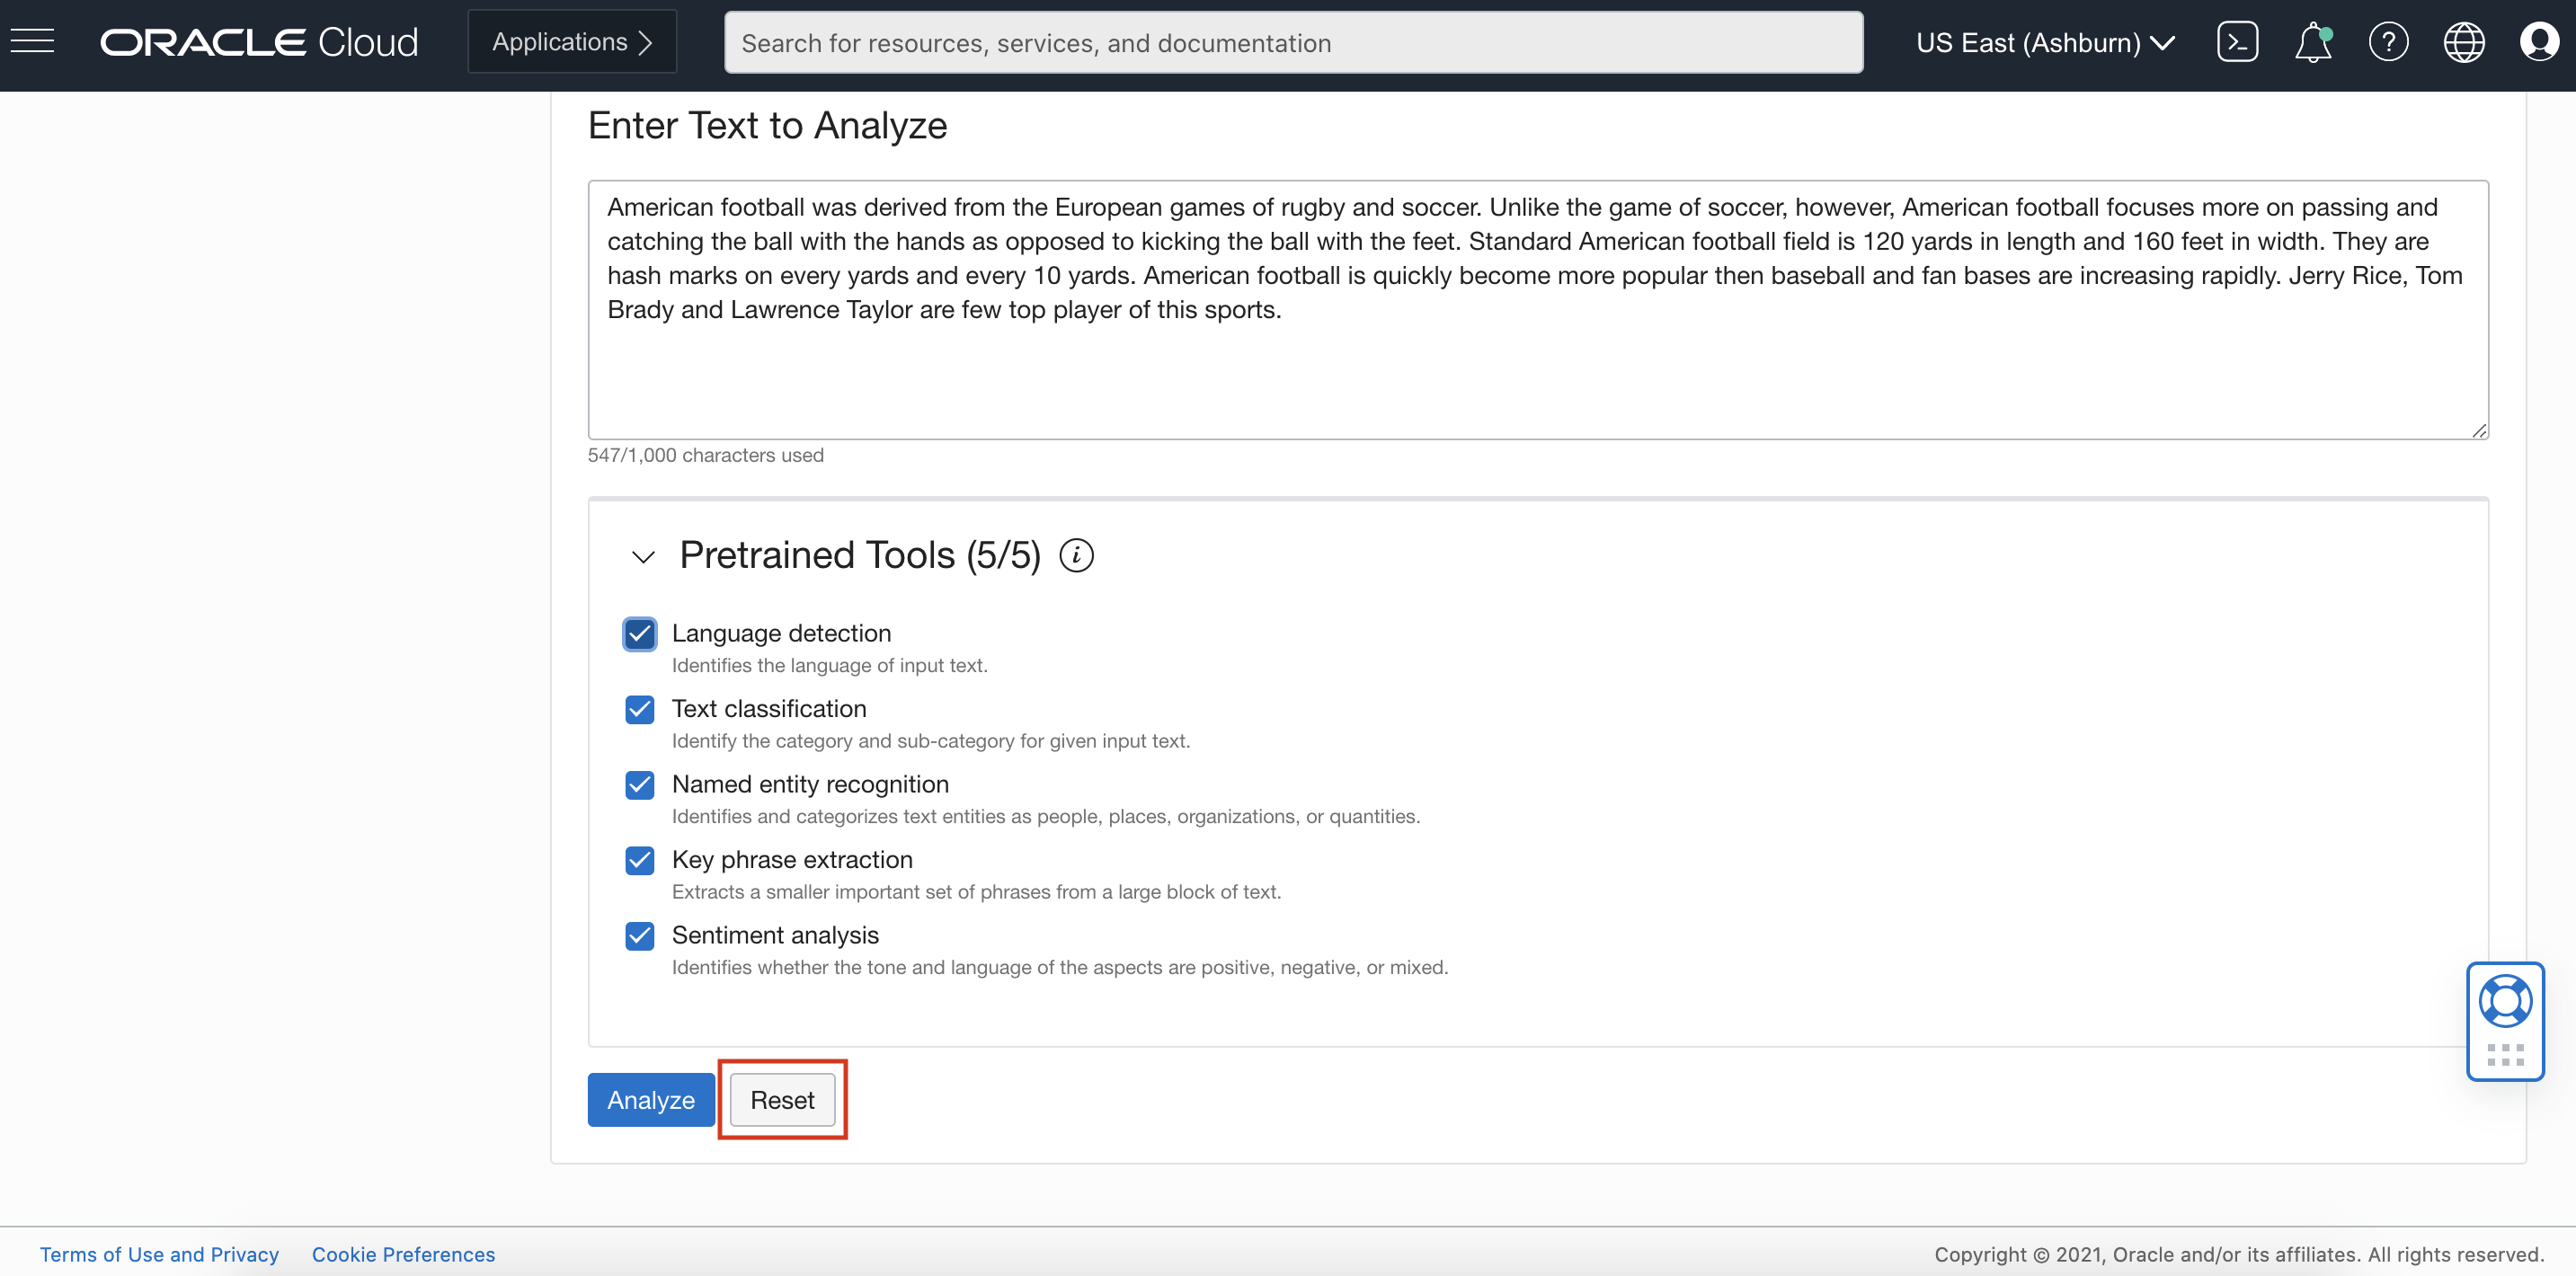 ORACLE Cloud
Applications
Search for resources, services, and documentation
US East (Ashburn)
Enter Text to Analyze
American football was derived from the European games of rugby and soccer. Unlike the game of soccer, however, American football focuses more on passing and
catching the ball with the hands as opposed to kicking the ball with the feet. Standard American football field is 120 yards in length and 160 feet in width. They are
hash marks on every yards and every 10 yards. American football is quickly become more popular then baseball and fan bases are increasing rapidly. Jerry Rice, Tom
Brady and Lawrence Taylor are few top player of this sports.
547/1,000 characters used
Pretrained Tools (5/5)
Language detection
Identifies the language of input text.
Text classification
Identify the category and sub-category for given input text.
Named entity recognition
Identifies and categorizes text entities as people, places, organizations, or quantities.
Key phrase extraction
Extracts a smaller important set of phrases from a large block of text.
Sentiment analysis
Identifies whether the tone and language of the aspects are positive, negative, or mixed.
Analyze
Reset
Terms of Use and Privacy
Cookie Preferences
Copyright © 2021, Oracle and/or its affiliates. All rights reserved.